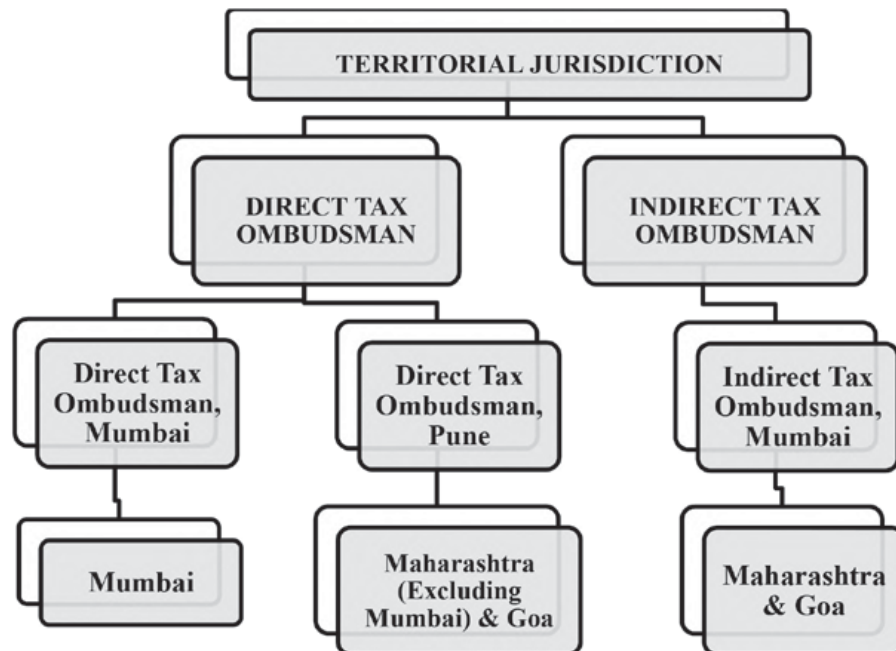 TERRITORIAL JURISDICTION
DIRECT TAX
OMBUDSMAN
INDIRECT TAX
OMBUDSMAN
Direct Tax
Ombudsman,
Mumbai
Direct Tax
Ombudsman,
Pune
Indirect Tax
Ombudsman,
Mumbai
Mumbai
Maharashtra
(Excluding
Mumbai) & Goa
Maharashtra
& Goa